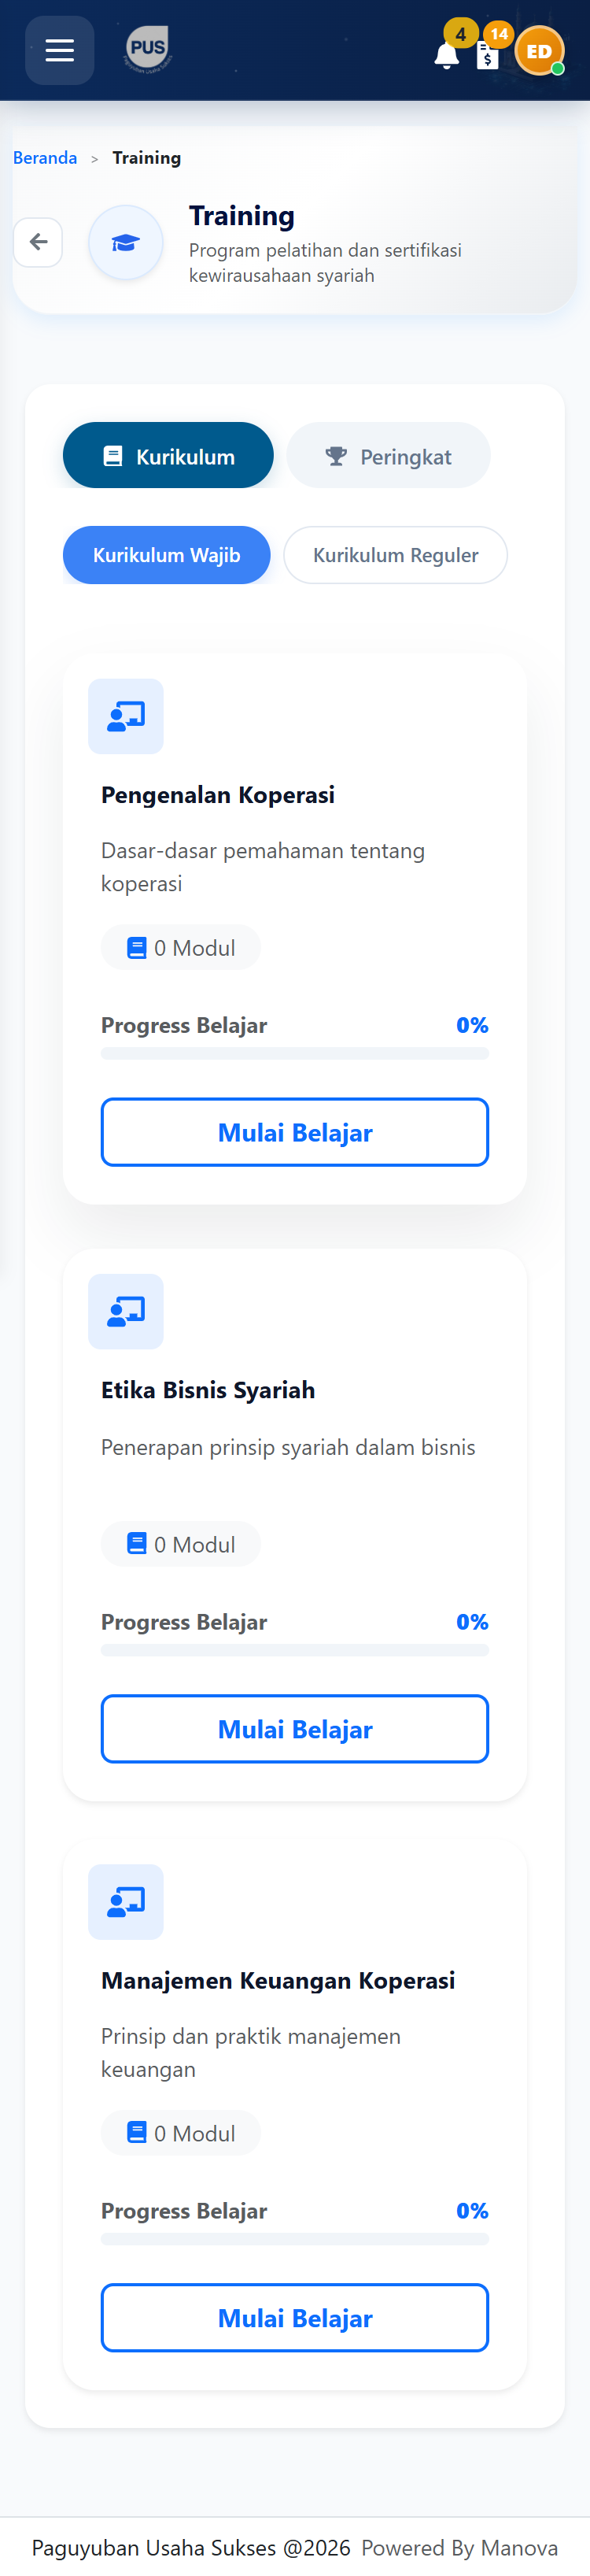 PUS
Paguyuban Usaha Sukses
4
14
ED
Beranda > Training
Training
Program pelatihan dan sertifikasi
kewirausahaan syariah
Kurikulum
Peringkat
Kurikulum Wajib
Kurikulum Reguler
Pengenalan Koperasi
Dasar-dasar pemahaman tentang
koperasi
0 Modul
Progress Belajar 0%
Mulai Belajar
Etika Bisnis Syariah
Penerapan prinsip syariah dalam bisnis
0 Modul
Progress Belajar 0%
Mulai Belajar
Manajemen Keuangan Koperasi
Prinsip dan praktik manajemen
keuangan
0 Modul
Progress Belajar 0%
Mulai Belajar
Paguyuban Usaha Sukses @2026 Powered By Manova